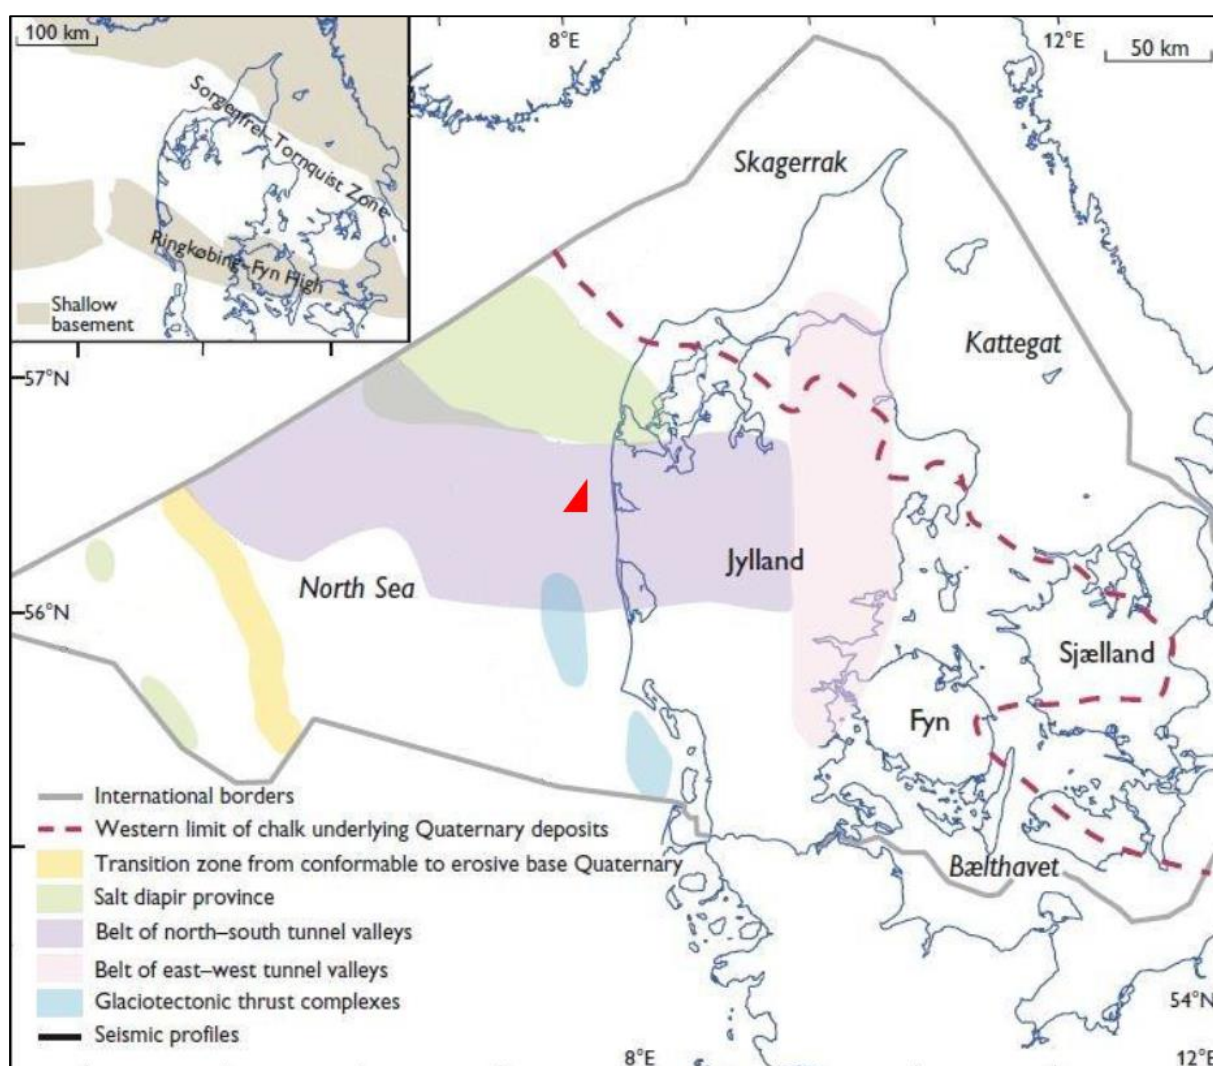 100 km
8°E
12°E
50 km
Sorgenfrei–Tornquist Zone
Ringkøbing–Fyn High
Shallow
basement
Skagerrak
Kattegat
57°N
Jylland
North Sea
56°N
Sjælland
Fyn
International borders
Western limit of chalk underlying Quaternary deposits
Transition zone from conformable to erosive base Quaternary
Salt diapir province
Bælthavet
Belt of north–south tunnel valleys
Belt of east–west tunnel valleys
Glaciotectonic thrust complexes
54°N
Seismic profiles
8°E
12°E